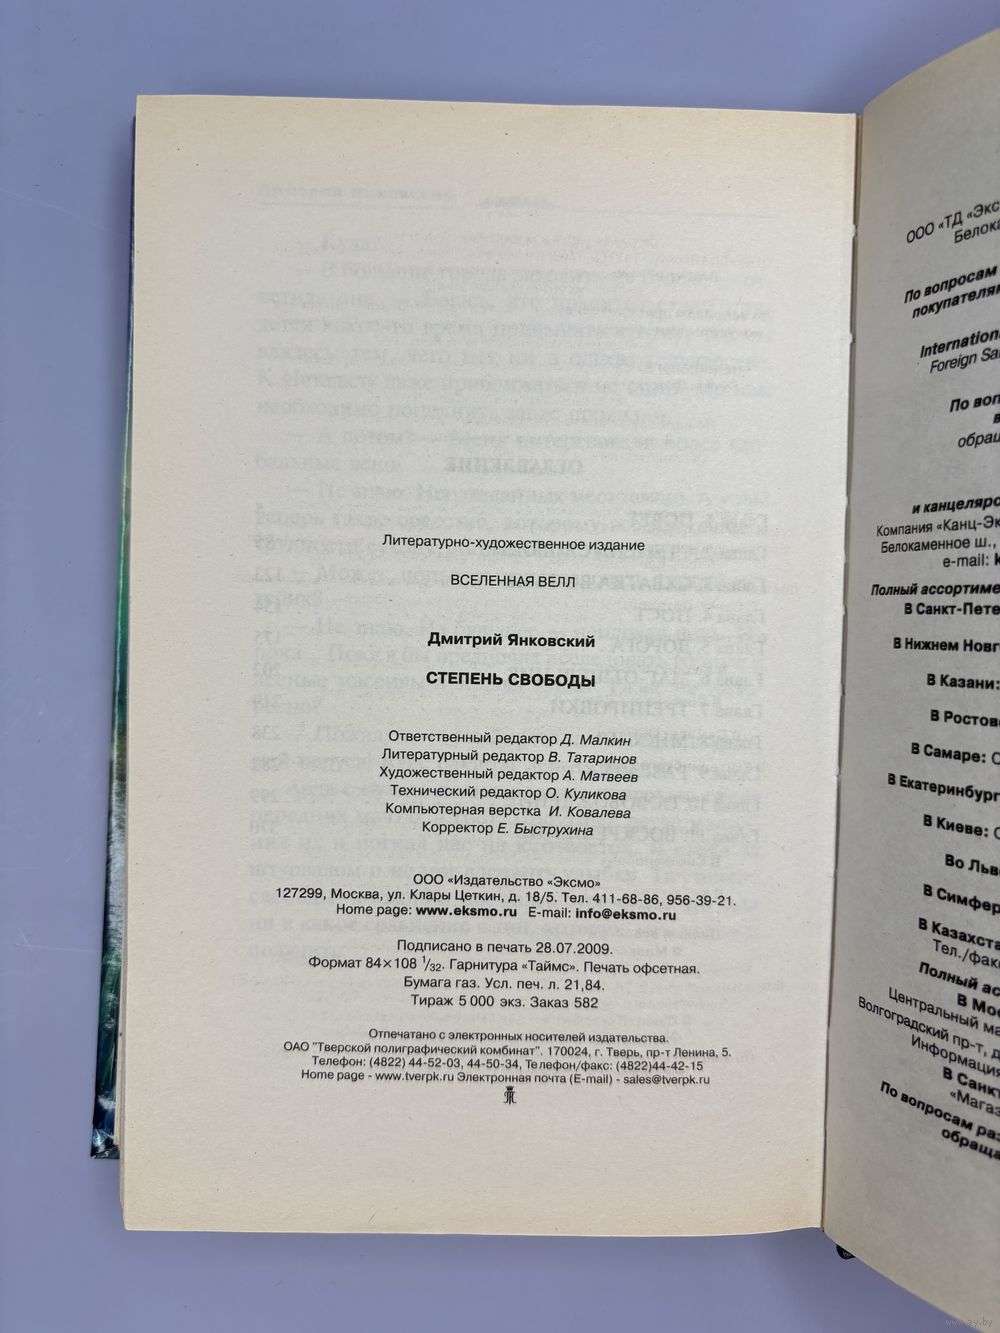 Литературно-художественное издание
ВСЕЛЕННАЯ ВЕЛЛ
Дмитрий Янковский
СТЕПЕНЬ СВОБОДЫ
Ответственный редактор Д. Малкин
Литературный редактор В. Татаринов
Художественный редактор А. Матвеев
Технический редактор О. Куликова
Компьютерная верстка И. Ковалева
Корректор Е. Быструхина
ООО «Издательство «Эксмо»
127299, Москва, ул. Клары Цеткин, д. 18/5. Тел. 411-68-86, 956-39-21.
Home page: www.eksmo.ru E-mail: info@eksmo.ru
Подписано в печать 28.07.2009.
Формат 84×108 1/32. Гарнитура «Таймс». Печать офсетная.
Бумага газ. Усл. печ. л. 21,84.
Тираж 5 000 экз. Заказ 582
Отпечатано с электронных носителей издательства.
ОАО "Тверской полиграфический комбинат". 170024, г. Тверь, пр-т Ленина, 5.
Телефон: (4822) 44-52-03, 44-50-34, Телефон/факс: (4822)44-42-15
Home page - www.tverpk.ru Электронная почта (E-mail) - sales@tverpk.ru
ООО «ТД «Экс
Белока
По вопросам
покупателям
Internation
Foreign Sa
По воп
в
обращ
и канцелярс
Компания «Канц-Эк
Белокаменное ш.,
e-mail: k
Полный ассортиме
В Санкт-Пете
В Нижнем Новг
В Казани:
В Ростов
В Самаре: С
В Екатеринбург
В Киеве: С
Во Льв
В Симфер
В Казахста
Тел./фак
Полный ас
В Мос
Центральный ма
Волгоградский пр-т, д
Информация
В Санкт
«Магаз
По вопросам раз
обраща
www.ay.by